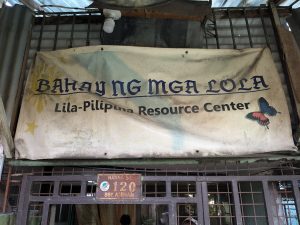 BAHAY NG MGA LOLA
Lila-Pilipina Resource Center
120